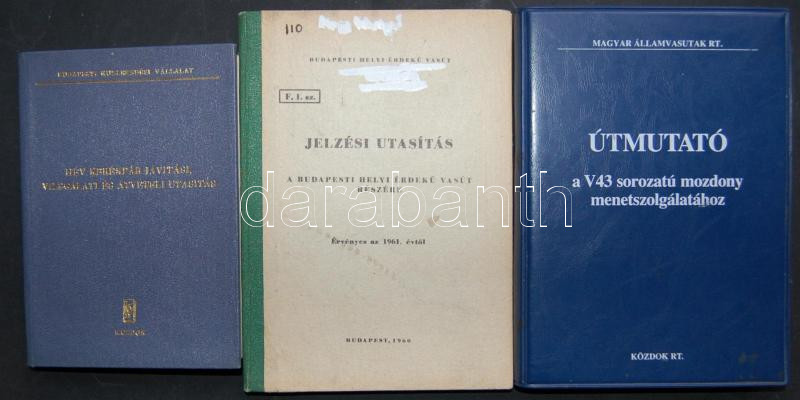 BUDAPESTI KÖZLEKEDÉSI VÁLLALAT
HÉV KERÉKPÁR JAVÍTÁSI,
VIZSGÁLATI ÉS ÁTVÉTELI UTASÍTÁS
KÖZDOK
110
BUDAPESTI HELYI ÉRDEKŰ VASÚT
F. 1. sz.
JELZÉSI UTASÍTÁS
A BUDAPESTI HELYI ÉRDEKŰ VASÚT
RÉSZÉRE
Érvényes az 1961. évtől
BUDAPEST, 1960
MAGYAR ÁLLAMVASUTAK RT.
ÚTMUTATÓ
a V43 sorozatú mozdony
menetszolgálatához
KÖZDOK RT.
darabanth